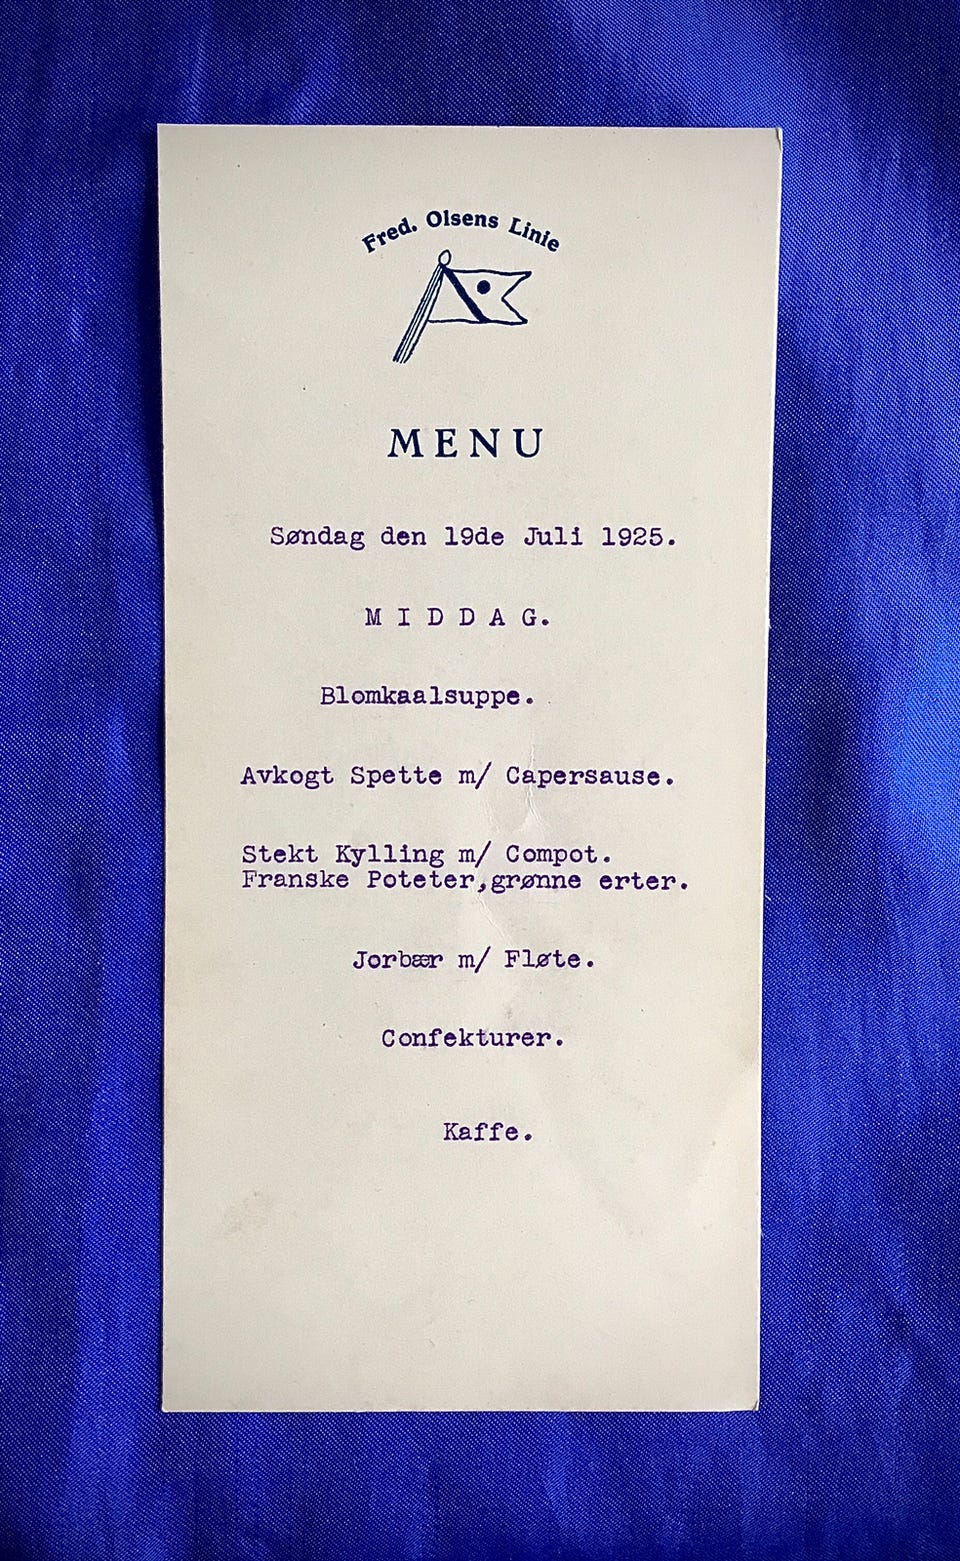 Fred. Olsens Linie
MENU
Søndag den 19de Juli 1925.
MIDDAG.
Blomkaalsuppe.
Avkogt Spette m/ Capersause.
Stekt Kylling m/ Compot.
Franske Poteter,grønne erter.
Jorbær m/ Fløte.
Confekturer.
Kaffe.